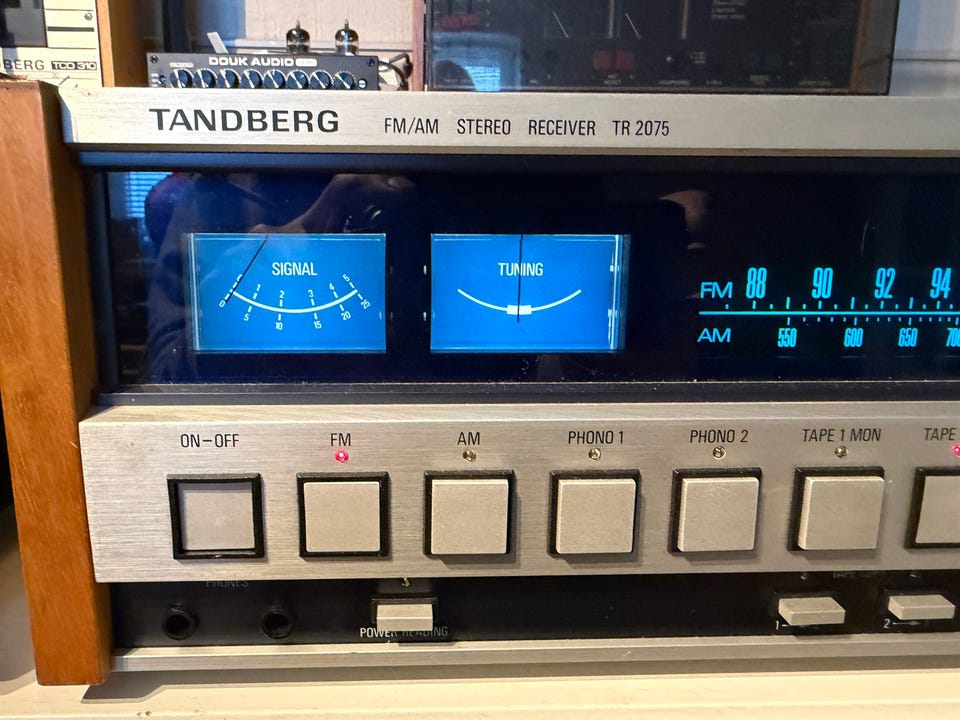 BERG TCD 310
DOUK AUDIO
TANDBERG FM/AM STEREO RECEIVER TR 2075
SIGNAL
0 1 2 3 4 5
0 5 10 15 20 25
TUNING
FM 88 90 92 94
AM 550 600 650 700
ON-OFF FM AM PHONO 1 PHONO 2 TAPE 1 MON TAPE
PHONES
POWER READING
1
2